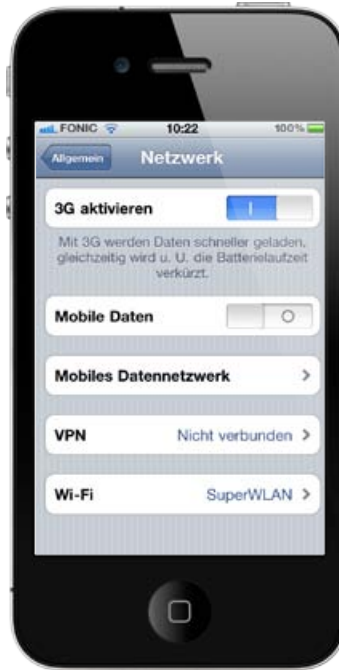 FONIC 10:22 100%
Allgemein Netzwerk
3G aktivieren
Mit 3G werden Daten schneller geladen,
gleichzeitig wird u. U. die Batterielaufzeit
verkürzt.
Mobile Daten
Mobiles Datennetzwerk
VPN Nicht verbunden
Wi-Fi SuperWLAN